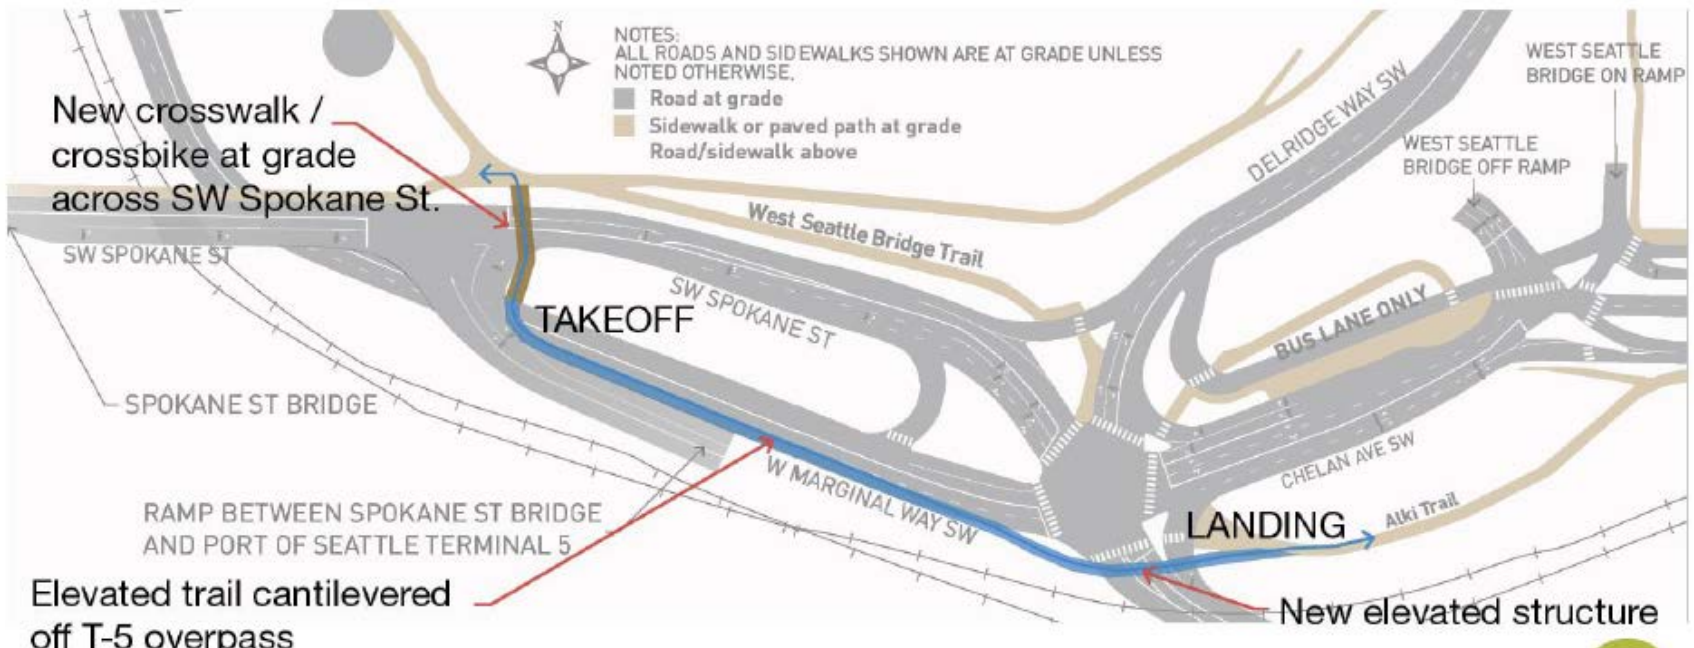 N
NOTES:
ALL ROADS AND SIDEWALKS SHOWN ARE AT GRADE UNLESS
NOTED OTHERWISE.
Road at grade
Sidewalk or paved path at grade
Road/sidewalk above
WEST SEATTLE
BRIDGE ON RAMP
New crosswalk /
crossbike at grade
across SW Spokane St.
DELRIDGE WAY SW
WEST SEATTLE
BRIDGE OFF RAMP
West Seattle Bridge Trail
SW SPOKANE ST
SW SPOKANE ST
TAKEOFF
BUS LANE ONLY
SPOKANE ST BRIDGE
CHELAN AVE SW
W MARGINAL WAY SW
RAMP BETWEEN SPOKANE ST BRIDGE
AND PORT OF SEATTLE TERMINAL 5
LANDING
Alki Trail
Elevated trail cantilevered
off T-5 overpass
New elevated structure